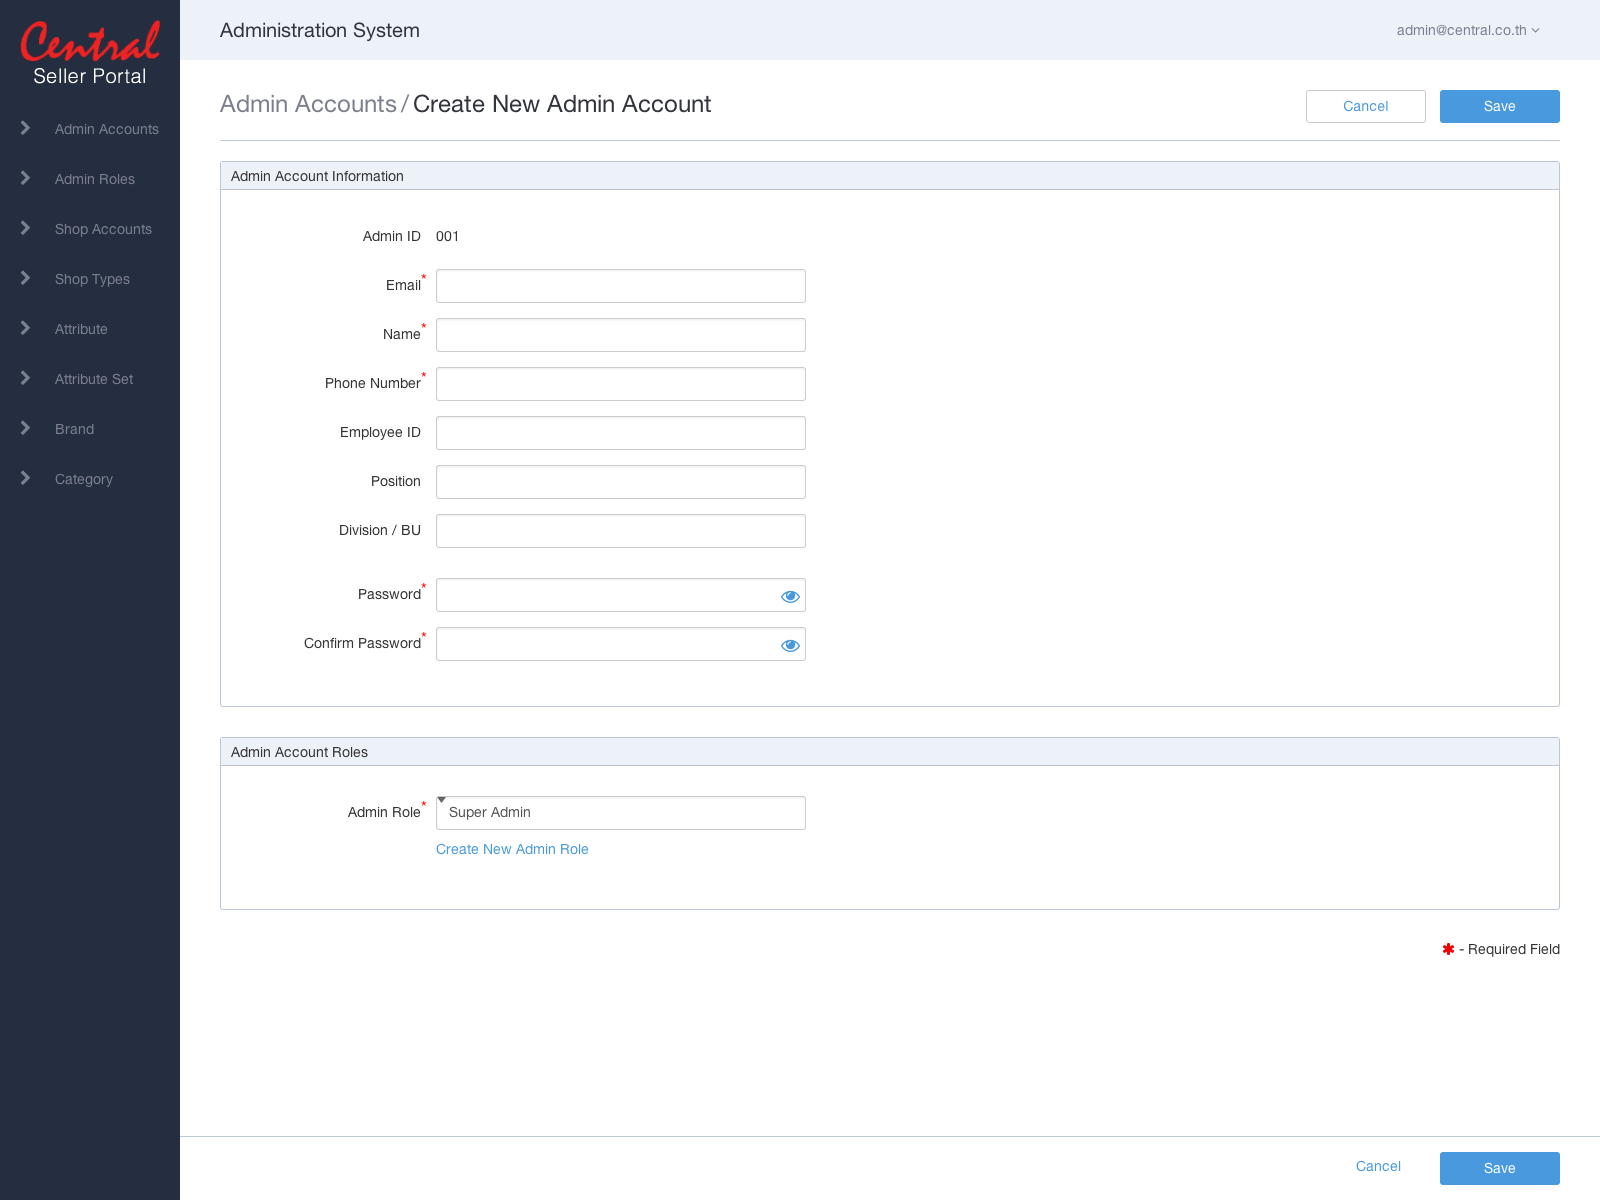 Central
Seller Portal
Admin Accounts
Admin Roles
Shop Accounts
Shop Types
Attribute
Attribute Set
Brand
Category
Administration System
admin@central.co.th
Admin Accounts / Create New Admin Account
Cancel
Save
Admin Account Information
Admin ID 001
Email*
Name*
Phone Number*
Employee ID
Position
Division / BU
Password*
Confirm Password*
Admin Account Roles
Admin Role* Super Admin
Create New Admin Role
* - Required Field
Cancel
Save